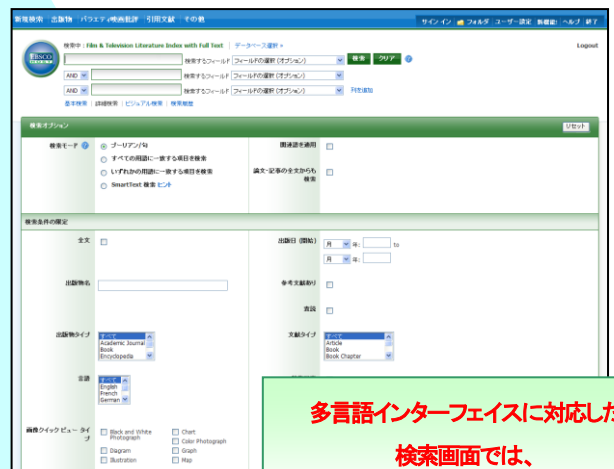 新規検索 出版物 バラエティ映画批評 引用文献 その他 サインイン フォルダ ユーザー設定 新機能! ヘルプ 終了
検索中: Film & Television Literature Index with Full Text データベース選択 » Logout
EBSCO
検索するフィールド フィールドの選択 (オプション) 検索 クリア
AND 検索するフィールド フィールドの選択 (オプション)
AND 検索するフィールド フィールドの選択 (オプション) 列を追加
基本検索 詳細検索 ビジュアル検索 検索履歴
検索オプション リセット
検索モード ブーリアン/句 関連語を適用
すべての用語に一致する項目を検索
いずれかの用語に一致する項目を検索 論文・記事の全文からも検索
SmartText 検索 ヒント
検索条件の限定
全文 出版日 (開始) 月 年: to
月 年:
出版物名 参考文献あり
表紙
出版物タイプ すべて 文献タイプ すべて
Academic Journal Article
Book Book
Encyclopedia Book Chapter
言語 すべて
English
French
German
画像クイックビュー タイプ Black and White Photograph Chart
Color Photograph
Diagram Graph
Illustration Map
多言語インターフェイスに対応した
検索画面では、